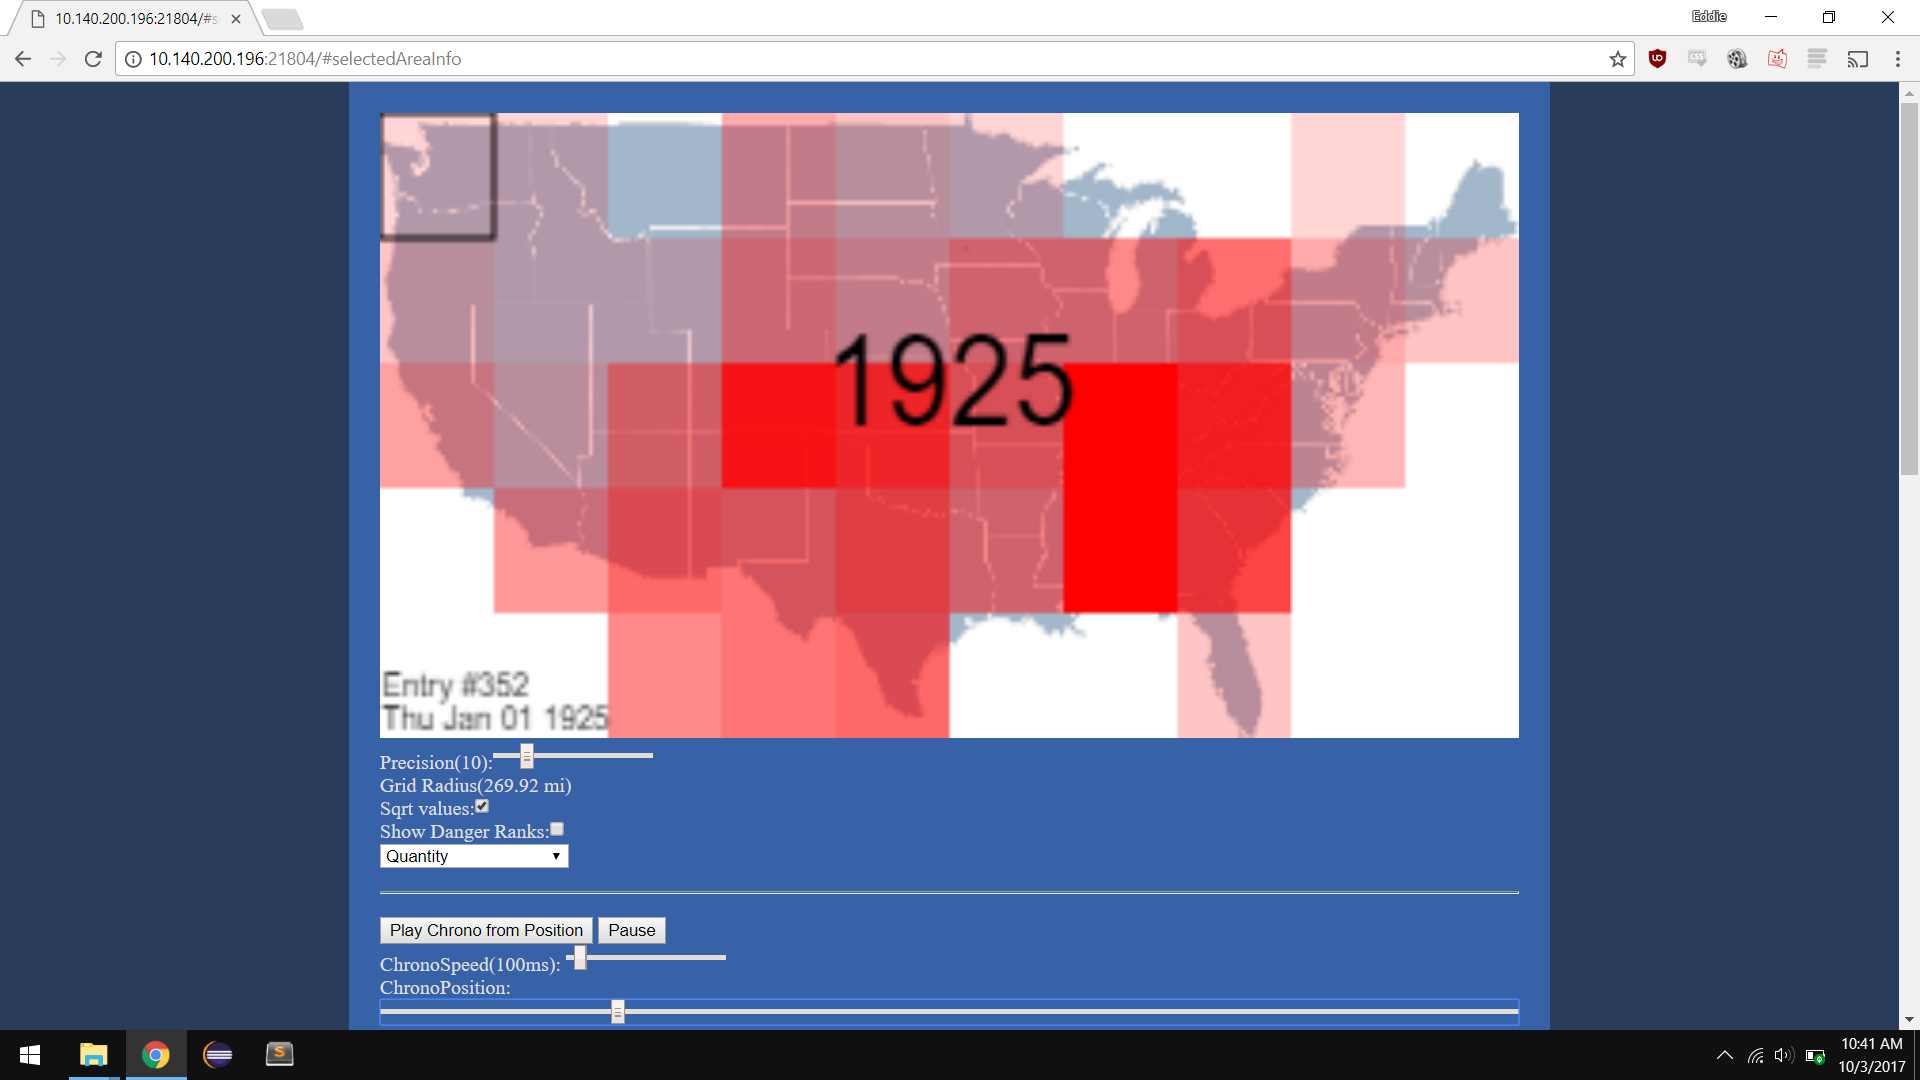 10.140.200.196:21804/#s
Eddie
10.140.200.196:21804/#selectedAreaInfo
1925
Entry #352
Thu Jan 01 1925
Precision(10):
Grid Radius(269.92 mi)
Sqrt values:
Show Danger Ranks:
Quantity
Play Chrono from Position Pause
ChronoSpeed(100ms):
ChronoPosition:
10:41 AM
10/3/2017